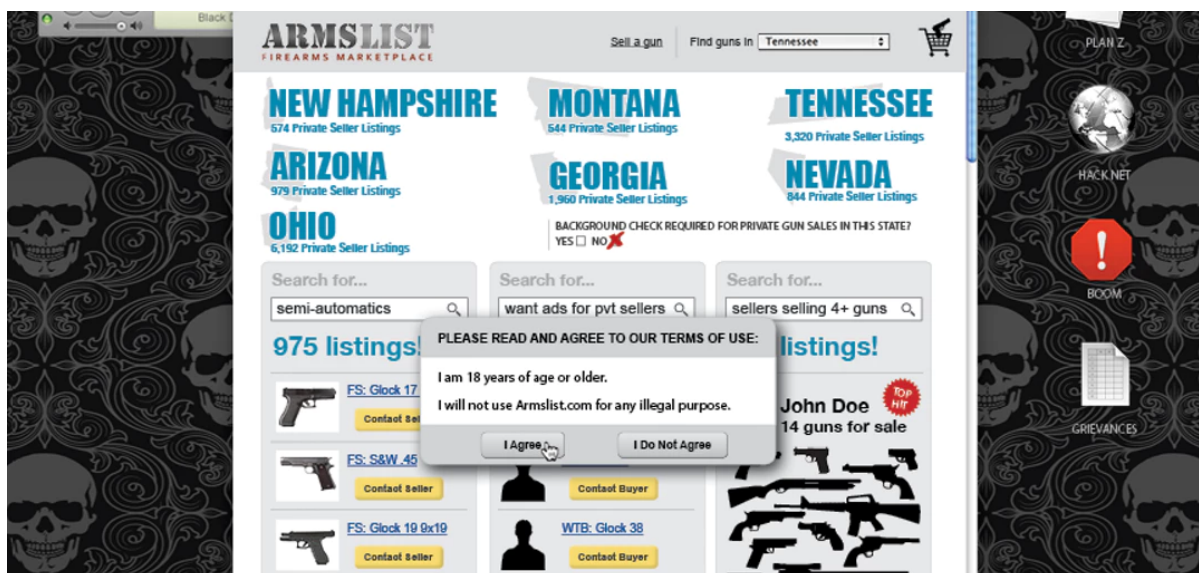 Black
ARMSLIST
FIREARMS MARKETPLACE
Sell a gun
Find guns in Tennessee
NEW HAMPSHIRE
574 Private Seller Listings
MONTANA
544 Private Seller Listings
TENNESSEE
3,320 Private Seller Listings
ARIZONA
979 Private Seller Listings
GEORGIA
1,960 Private Seller Listings
NEVADA
844 Private Seller Listings
OHIO
6,192 Private Seller Listings
BACKGROUND CHECK REQUIRED FOR PRIVATE GUN SALES IN THIS STATE?
YES NO
Search for...
semi-automatics
975 listings!
FS: Glock 17
Contact
FS: S&W .45
Contact Seller
FS: Glock 19 9x19
Contact Seller
Search for...
want ads for pvt sellers
Contact Buyer
WTB: Glock 38
Contact Buyer
Search for...
sellers selling 4+ guns
listings!
John Doe
14 guns for sale
TOP
HIT
PLEASE READ AND AGREE TO OUR TERMS OF USE:
I am 18 years of age or older.
I will not use Armslist.com for any illegal purpose.
I Agree
I Do Not Agree
PLAN Z
HACK NET
!
BOOM
GRIEVANCES